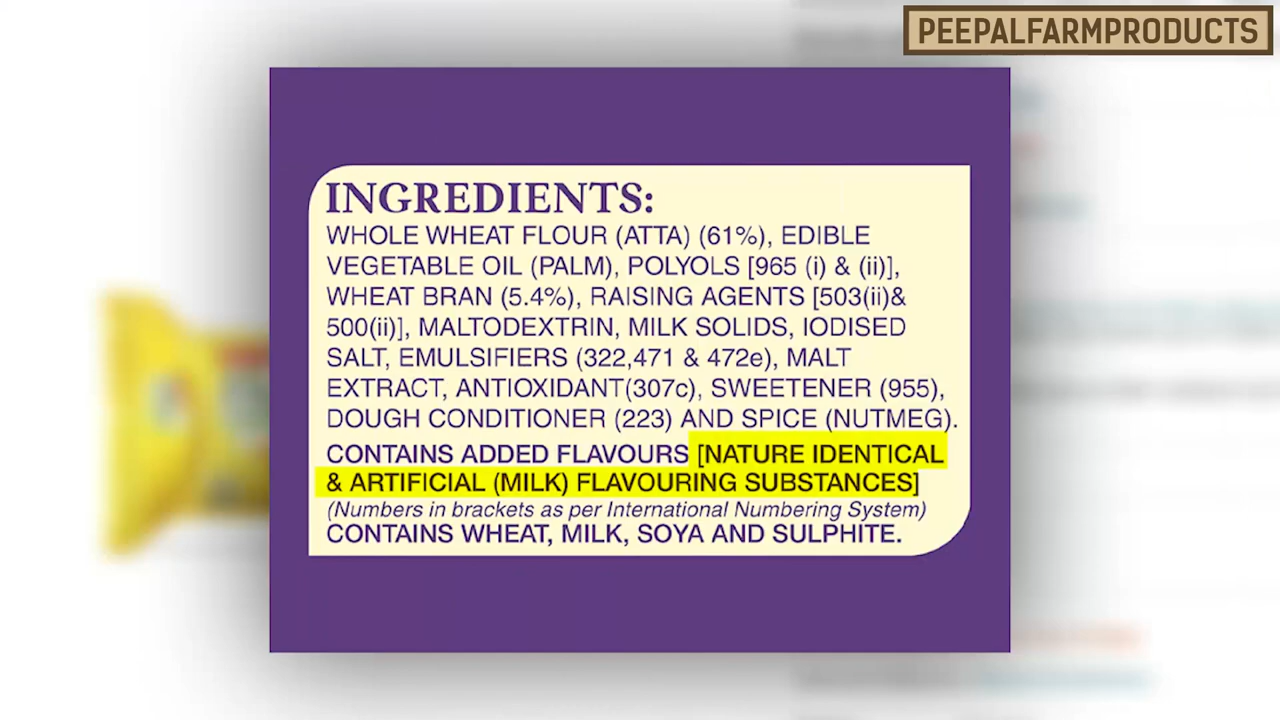 PEEPALFARMPRODUCTS
INGREDIENTS:
WHOLE WHEAT FLOUR (ATTA) (61%), EDIBLE
VEGETABLE OIL (PALM), POLYOLS [965 (i) & (ii)],
WHEAT BRAN (5.4%), RAISING AGENTS [503(ii)&
500(ii)], MALTODEXTRIN, MILK SOLIDS, IODISED
SALT, EMULSIFIERS (322,471 & 472e), MALT
EXTRACT, ANTIOXIDANT(307c), SWEETENER (955),
DOUGH CONDITIONER (223) AND SPICE (NUTMEG).
CONTAINS ADDED FLAVOURS [NATURE IDENTICAL
& ARTIFICIAL (MILK) FLAVOURING SUBSTANCES]
(Numbers in brackets as per International Numbering System)
CONTAINS WHEAT, MILK, SOYA AND SULPHITE.